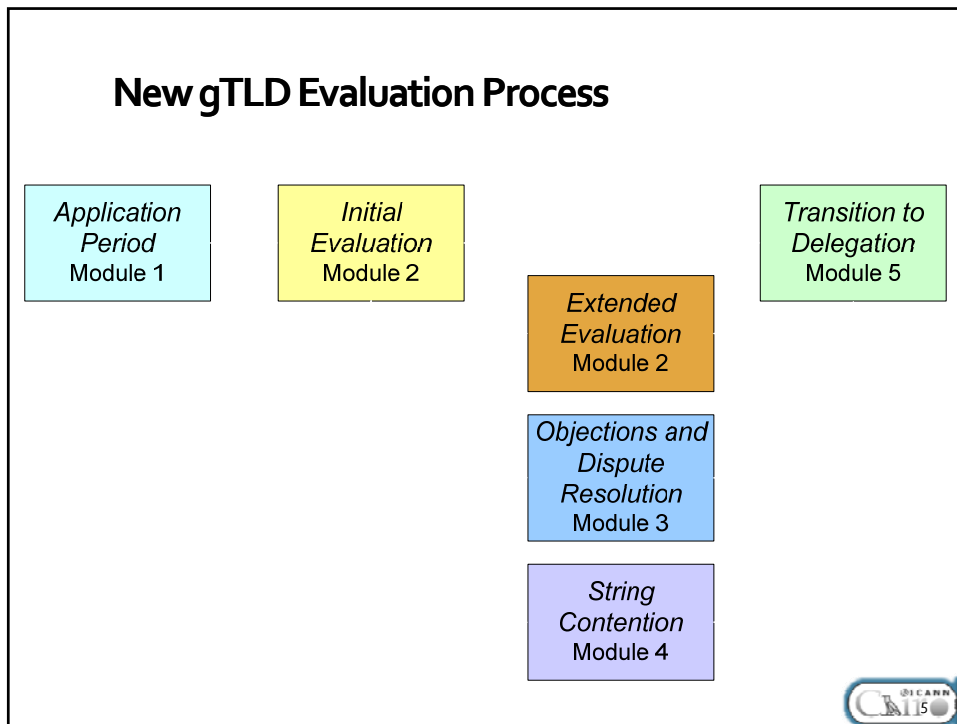 New gTLD Evaluation Process
Application
Period
Module 1
Initial
Evaluation
Module 2
Extended
Evaluation
Module 2
Objections and
Dispute
Resolution
Module 3
String
Contention
Module 4
Transition to
Delegation
Module 5
ICANN
5